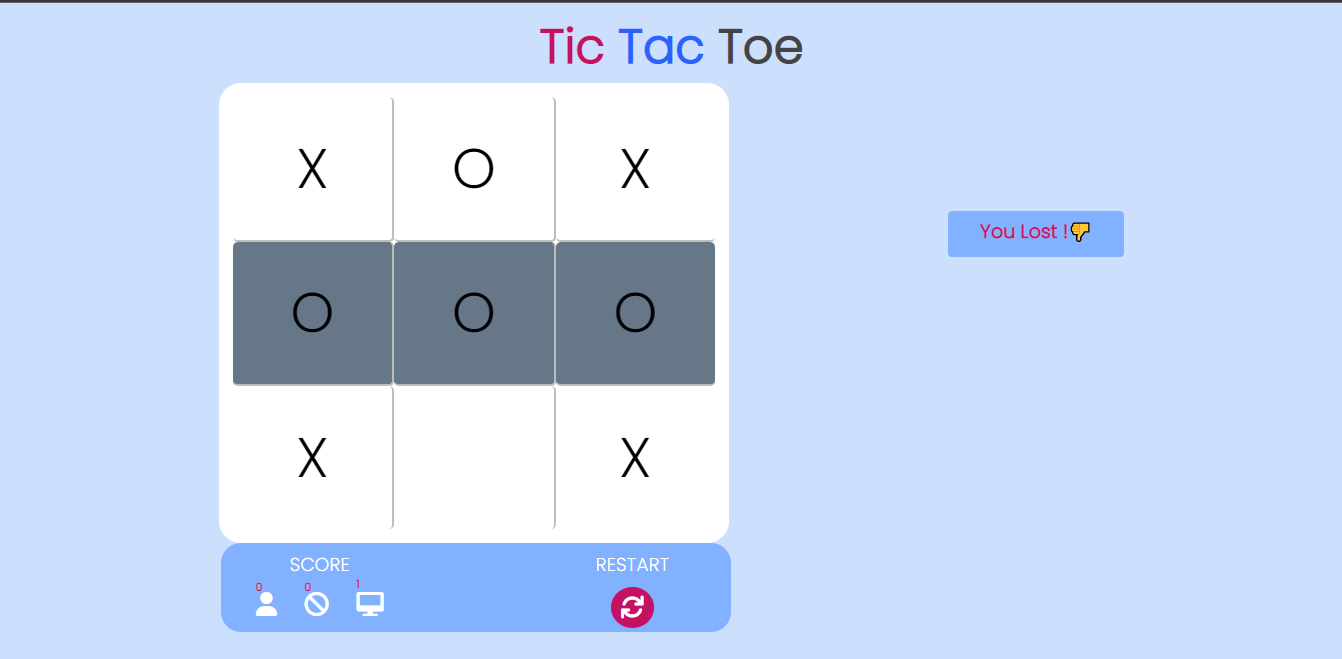 Tic Tac Toe
X O X
You Lost !👎
O O O
X X
SCORE
RESTART
0 0 1